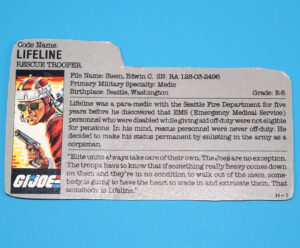 Code Name:
LIFELINE
RESCUE TROOPER
File Name: Steen, Edwin C. SN: RA 128-03-2496
Primary Military Specialty: Medic
Birthplace: Seattle, Washington Grade: E-5
Lifeline was a para-medic with the Seattle Fire Department for five
years before he discovered that EMS (Emergency Medical Service)
personnel who were disabled while giving aid off-duty were not eligible
for pensions. In his mind, rescue personnel were never off-duty. He
decided to make his status permanent by enlisting in the army as a
corpsman.
"Elite units always take care of their own. The Joes are no exception.
The troops have to know that if something really heavy comes down
on them and they're in no condition to walk out of the mess, some-
body is going to have the heart to wade in and extricate them. That
somebody is Lifeline."
GI JOE
H-1